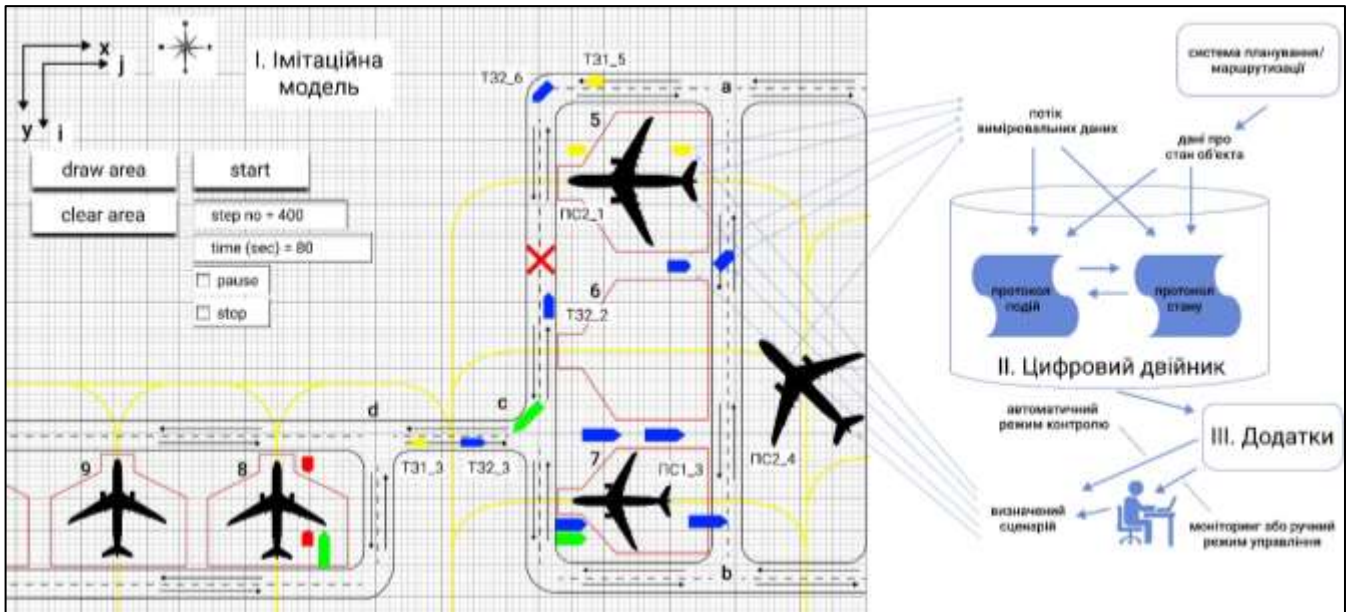 x
j
y
i
I. Імітаційна
модель
draw area
start
clear area
step no = 400
time (sec) = 80
pause
stop
ТЗ2_6
ТЗ1_5
a
5
ПС2_1
6
ТЗ2_2
c
d
9
8
ТЗ1_3
ТЗ2_3
7
ПС1_3
ПС2_4
b
система планування/
маршрутизації
потік
вимірювальних даних
дані про
стан об'єкта
протокол
подій
протокол
стану
II. Цифровий двійник
автоматичний
режим контролю
III. Додатки
визначений
сценарій
моніторинг або ручний
режим управління